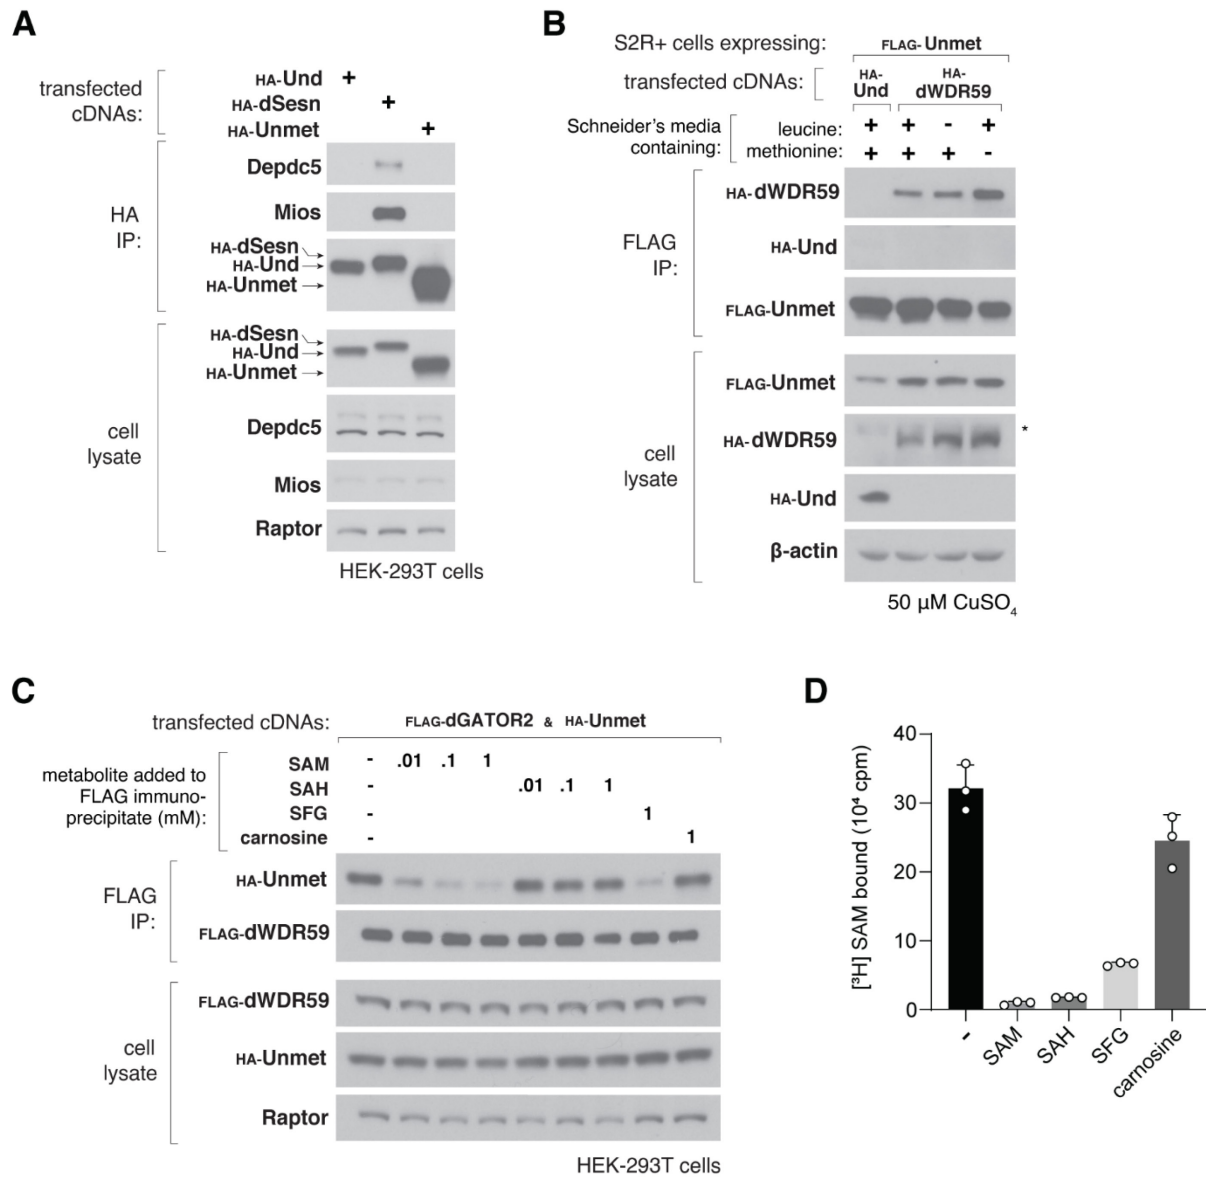 A
transfected
cDNAs:
HA-Und +
HA-dSesn +
HA-Unmet +
HA
IP:
Depdc5
Mios
HA-dSesn
HA-Und
HA-Unmet
cell
lysate
HA-dSesn
HA-Und
HA-Unmet
Depdc5
Mios
Raptor
HEK-293T cells
B
S2R+ cells expressing: FLAG-Unmet
transfected cDNAs: HA-Und HA-dWDR59
Schneider's media
containing:
leucine: + + - +
methionine: + + + -
FLAG
IP:
HA-dWDR59
HA-Und
FLAG-Unmet
cell
lysate
FLAG-Unmet
HA-dWDR59 *
HA-Und
β-actin
50 µM CuSO₄
C
transfected cDNAs: FLAG-dGATOR2 & HA-Unmet
metabolite added to
FLAG immuno-
precipitate (mM):
SAM - .01 .1 1
SAH - .01 .1 1
SFG - 1
carnosine - 1
FLAG
IP:
HA-Unmet
FLAG-dWDR59
cell
lysate
FLAG-dWDR59
HA-Unmet
Raptor
HEK-293T cells
D
[³H] SAM bound (10⁴ cpm)
40
30
20
10
0
- SAM SAH SFG carnosine